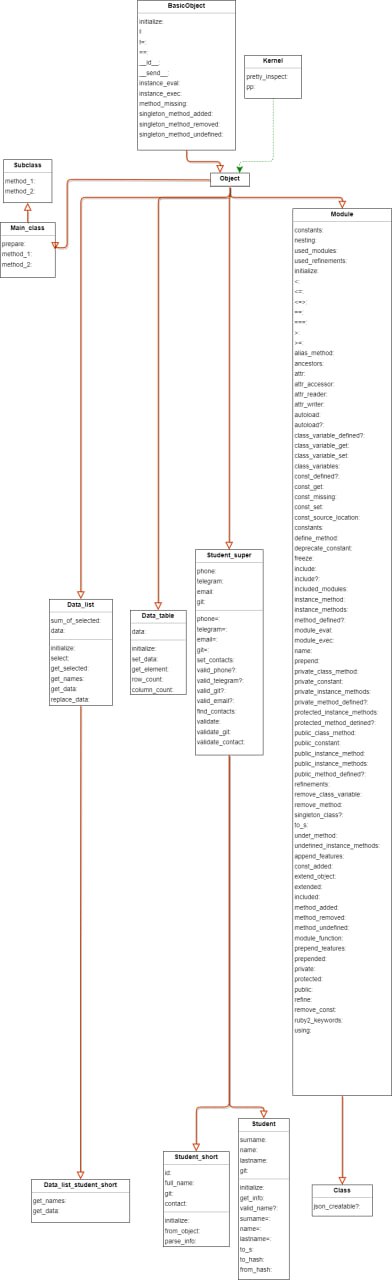 BasicObject
initialize:
!
!=:
==:
__id__:
__send__:
instance_eval:
instance_exec:
method_missing:
singleton_method_added:
singleton_method_removed:
singleton_method_undefined:
Kernel
pretty_inspect:
pp:
Object
Subclass
method_1:
method_2:
Main_class
prepare:
method_1:
method_2:
Module
constants:
nesting:
used_modules:
used_refinements:
initialize:
<:
<=:
<=>:
==:
===:
>:
>=:
alias_method:
ancestors:
attr:
attr_accessor:
attr_reader:
attr_writer:
autoload:
autoload?:
class_variable_defined?:
class_variable_get:
class_variable_set:
class_variables:
const_defined?:
const_get:
const_missing:
const_set:
const_source_location:
constants:
define_method:
deprecate_constant:
freeze:
include:
include?:
included_modules:
instance_method:
instance_methods:
method_defined?:
module_eval:
module_exec:
name:
prepend:
private_class_method:
private_constant:
private_instance_methods:
private_method_defined?:
protected_instance_methods:
protected_method_defined?:
public_class_method:
public_constant:
public_instance_method:
public_instance_methods:
public_method_defined?:
refinements:
remove_class_variable:
remove_method:
singleton_class?:
to_s:
under_method:
undefined_instance_methods:
append_features:
const_added:
extend_object:
extended:
included:
method_added:
method_removed:
method_undefined:
module_function:
prepend_features:
prepended:
private:
protected:
public:
refine:
remove_const:
ruby2_keywords:
using:
Student_super
phone:
telegram:
email:
git:
phone=:
telegram=:
email=:
git=:
set_contacts:
valid_phone?:
valid_telegram?:
valid_git?:
valid_email?:
find_contacts:
validate:
validate_git:
validate_contact:
Data_list
sum_of_selected:
data:
initialize:
select:
get_selected:
get_names:
get_data:
replace_data:
Data_table
data:
initialize:
set_data:
get_element:
row_count:
column_count:
Student
surname:
name:
lastname:
git:
initialize:
get_info:
valid_name?:
surname=:
name=:
lastname=:
to_s:
to_hash:
from_hash:
Student_short
id:
full_name:
git:
contact:
initialize:
from_object:
parse_info:
Data_list_student_short
get_names:
get_data:
Class
json_creatable?: